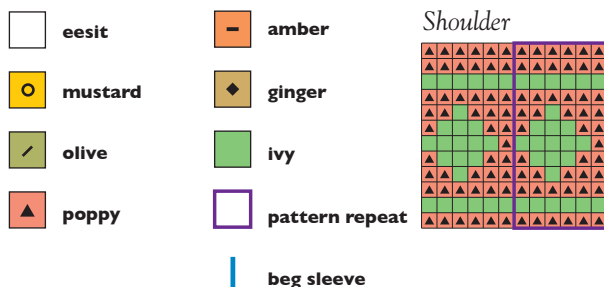 eesit
mustard
olive
poppy
amber
ginger
ivy
pattern repeat
beg sleeve
Shoulder